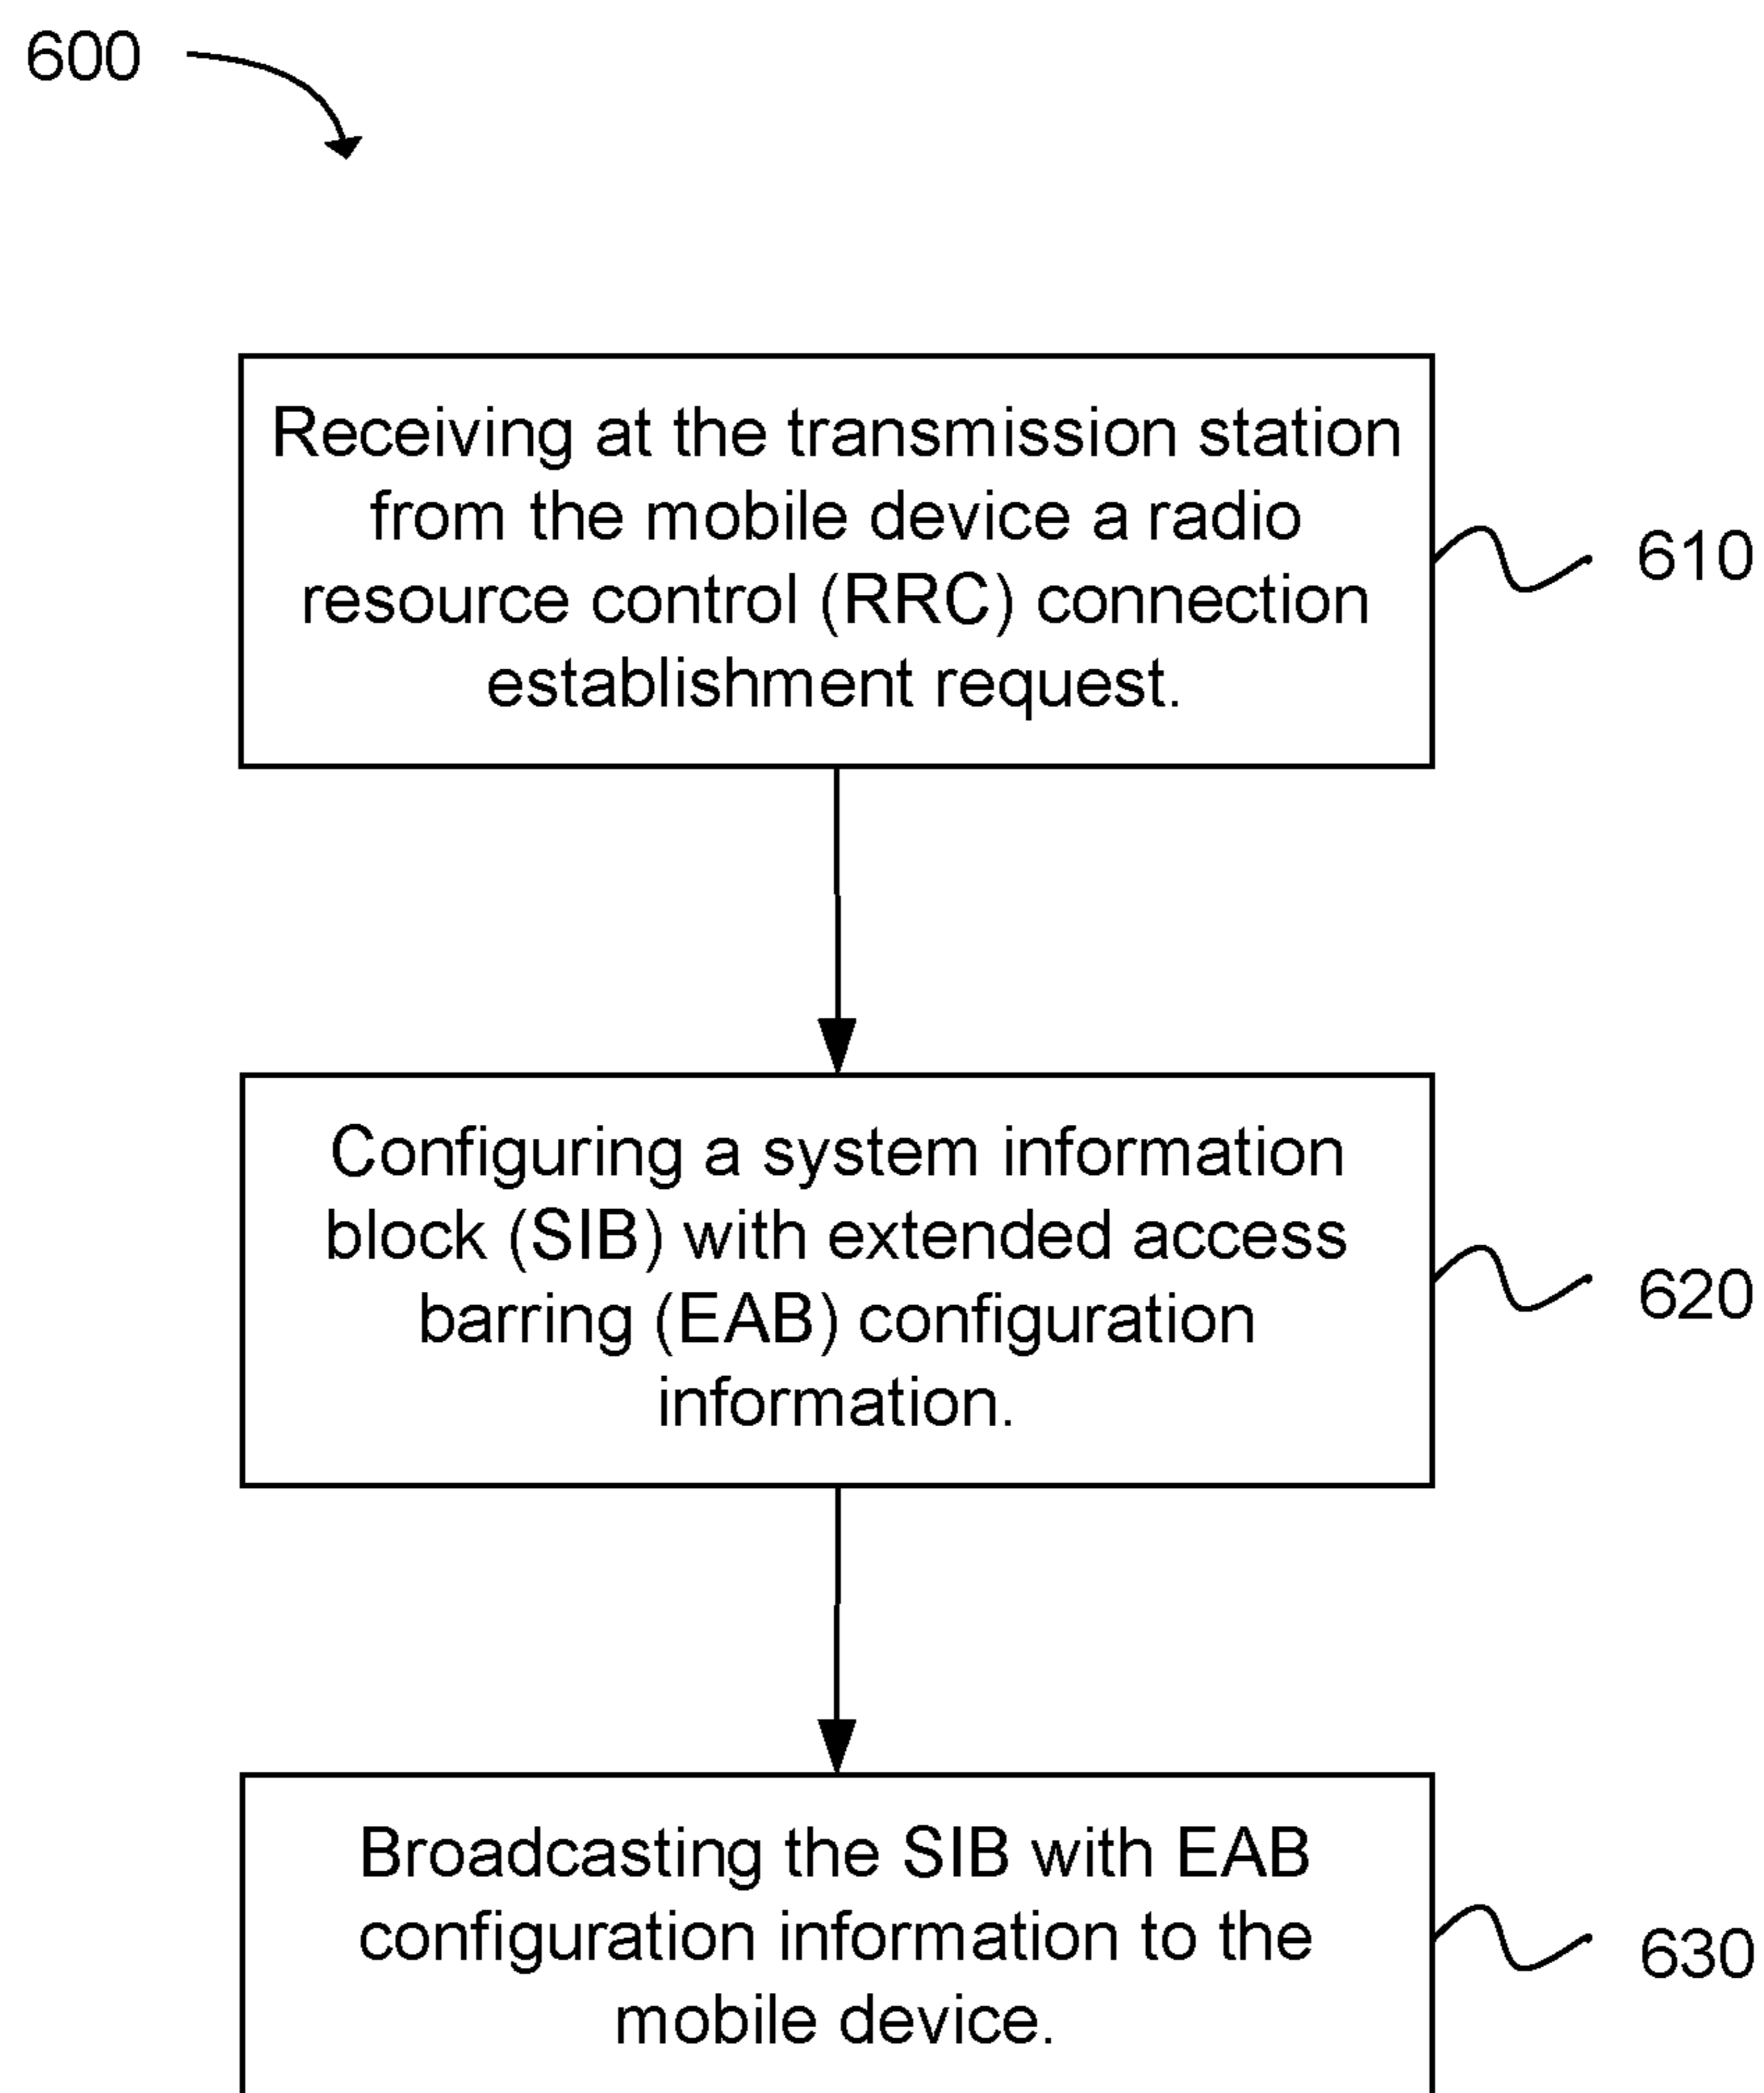 600
Receiving at the transmission station
from the mobile device a radio
resource control (RRC) connection
establishment request.
610
Configuring a system information
block (SIB) with extended access
barring (EAB) configuration
information.
620
Broadcasting the SIB with EAB
configuration information to the
mobile device.
630